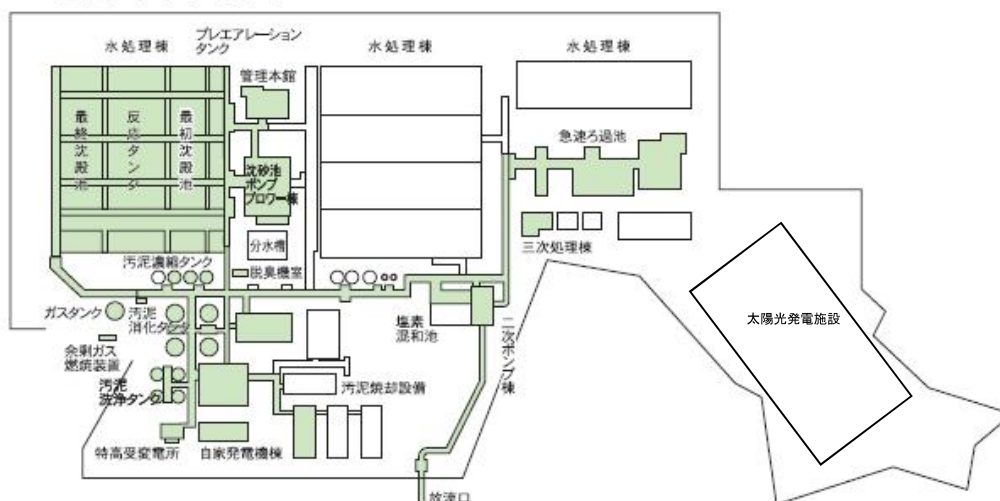 水処理棟
プレエアレーション
タンク
水処理棟
水処理棟
管理本館
最終沈殿池
反応タンク
最初沈殿池
急速ろ過池
沈砂池
ポンプ
ブロワー棟
分水槽
三次処理棟
汚泥濃縮タンク
脱臭機室
ガスタンク
汚泥
消化タンク
塩素
混和池
二次ポンプ棟
太陽光発電施設
余剰ガス
燃焼装置
汚泥
洗浄タンク
汚泥焼却設備
特高受変電所
自家発電機棟
放流口